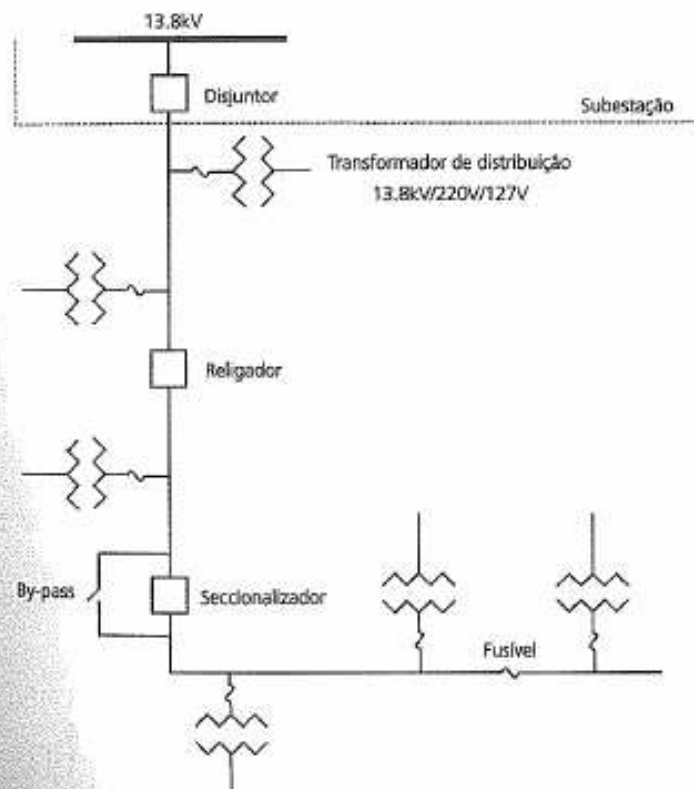 13.8kV
Disjuntor
Subestação
Transformador de distribuição
13.8kV/220V/127V
Religador
By-pass
Seccionalizador
Fusível